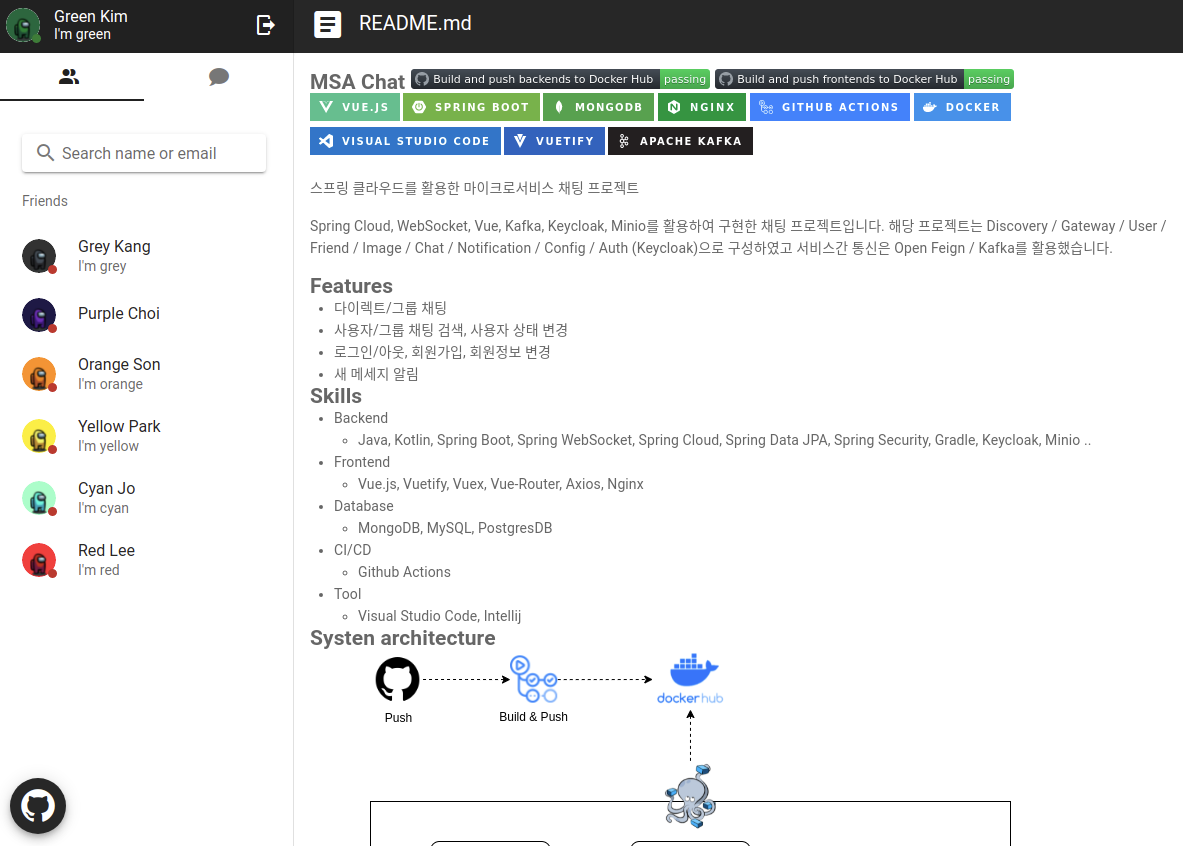 Green Kim
I'm green
README.md
Search name or email
Friends
Grey Kang
I'm grey
Purple Choi
Orange Son
I'm orange
Yellow Park
I'm yellow
Cyan Jo
I'm cyan
Red Lee
I'm red
MSA Chat Build and push backends to Docker Hub passing Build and push frontends to Docker Hub passing
VUE.JS SPRING BOOT MONGODB NGINX GITHUB ACTIONS DOCKER
VISUAL STUDIO CODE VUETIFY APACHE KAFKA
스프링 클라우드를 활용한 마이크로서비스 채팅 프로젝트
Spring Cloud, WebSocket, Vue, Kafka, Keycloak, Minio를 활용하여 구현한 채팅 프로젝트입니다. 해당 프로젝트는 Discovery / Gateway / User /
Friend / Image / Chat / Notification / Config / Auth (Keycloak)으로 구성하였고 서비스간 통신은 Open Feign / Kafka를 활용했습니다.
Features
다이렉트/그룹 채팅
사용자/그룹 채팅 검색, 사용자 상태 변경
로그인/아웃, 회원가입, 회원정보 변경
새 메세지 알림
Skills
Backend
Java, Kotlin, Spring Boot, Spring WebSocket, Spring Cloud, Spring Data JPA, Spring Security, Gradle, Keycloak, Minio ..
Frontend
Vue.js, Vuetify, Vuex, Vue-Router, Axios, Nginx
Database
MongoDB, MySQL, PostgresDB
CI/CD
Github Actions
Tool
Visual Studio Code, Intellij
Systen architecture
dockerhub
Push
Build & Push